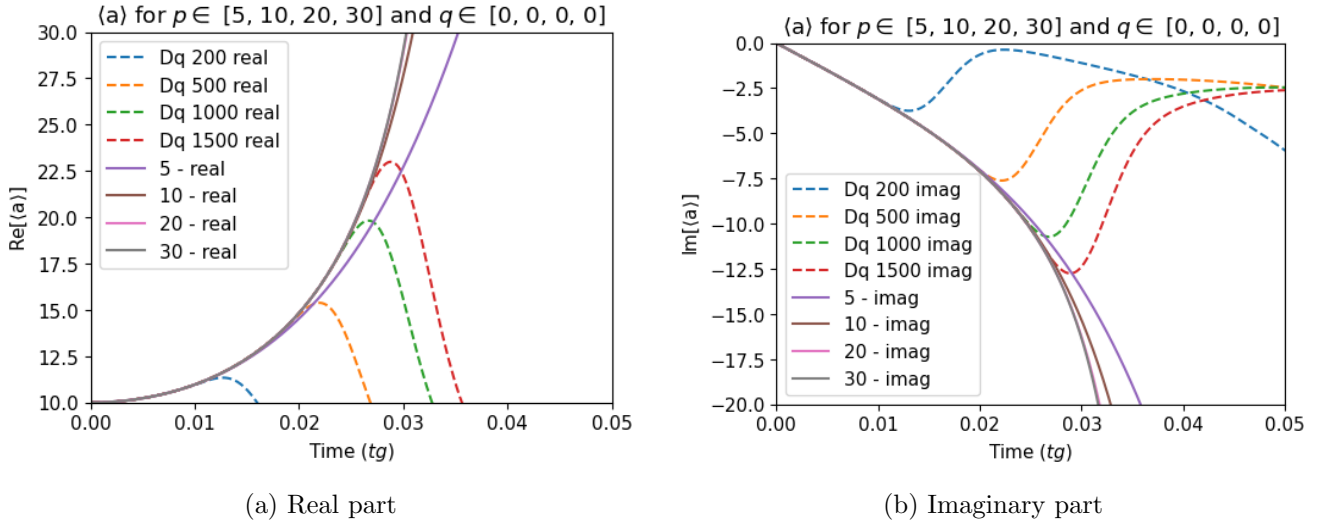 ⟨a⟩ for p ∈ [5, 10, 20, 30] and q ∈ [0, 0, 0, 0]
30.0
27.5
25.0
22.5
20.0
17.5
15.0
12.5
10.0
Re[⟨a⟩]
Dq 200 real
Dq 500 real
Dq 1000 real
Dq 1500 real
5 - real
10 - real
20 - real
30 - real
0.00
0.01
0.02
0.03
0.04
0.05
Time (tg)
(a) Real part
⟨a⟩ for p ∈ [5, 10, 20, 30] and q ∈ [0, 0, 0, 0]
0.0
−2.5
−5.0
−7.5
−10.0
−12.5
−15.0
−17.5
−20.0
Im[⟨a⟩]
Dq 200 imag
Dq 500 imag
Dq 1000 imag
Dq 1500 imag
5 - imag
10 - imag
20 - imag
30 - imag
0.00
0.01
0.02
0.03
0.04
0.05
Time (tg)
(b) Imaginary part